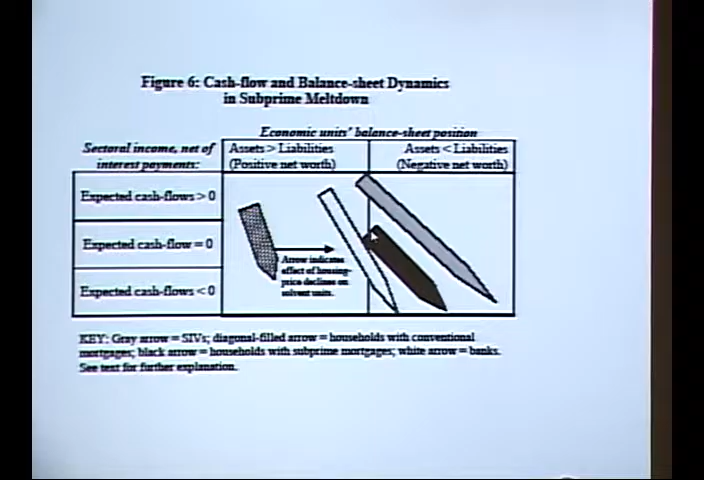 Figure 6: Cash-flow and Balance-sheet Dynamics
in Subprime Meltdown
Economic units' balance-sheet position
Sectoral income, net of
interest payments:
Assets > Liabilities
(Positive net worth)
Assets < Liabilities
(Negative net worth)
Expected cash-flows > 0
Expected cash-flow = 0
Expected cash-flows < 0
Arrow indicates
effect of housing-
price declines on
solvent units.
KEY: Gray arrow = SIVs; diagonal-filled arrow = households with conventional
mortgages; black arrow = households with subprime mortgages; white arrow = banks.
See text for further explanation.